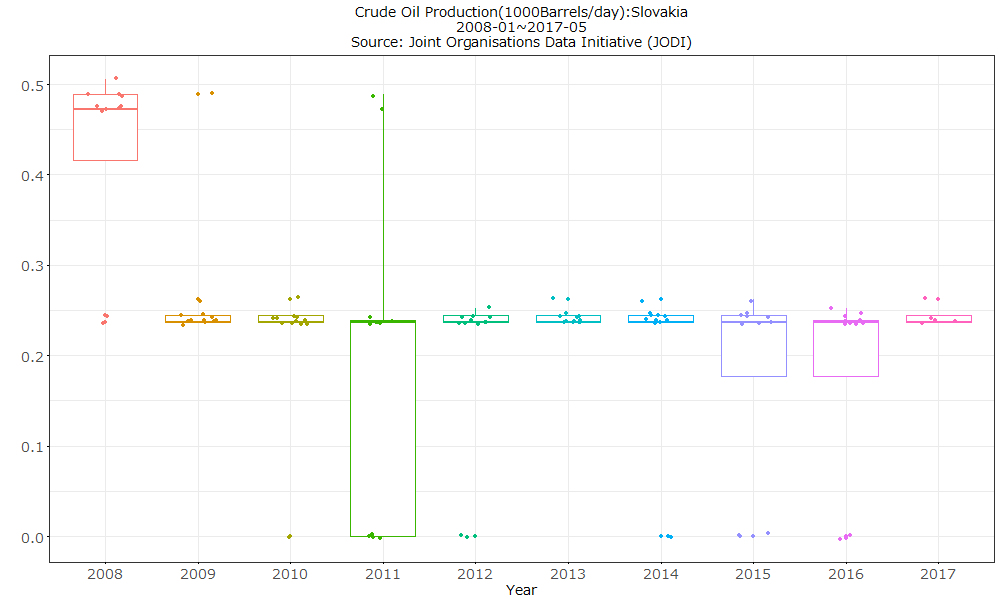 Crude Oil Production(1000Barrels/day):Slovakia
2008-01~2017-05
Source: Joint Organisations Data Initiative (JODI)
0.5
0.4
0.3
0.2
0.1
0.0
2008 2009 2010 2011 2012 2013 2014 2015 2016 2017
Year